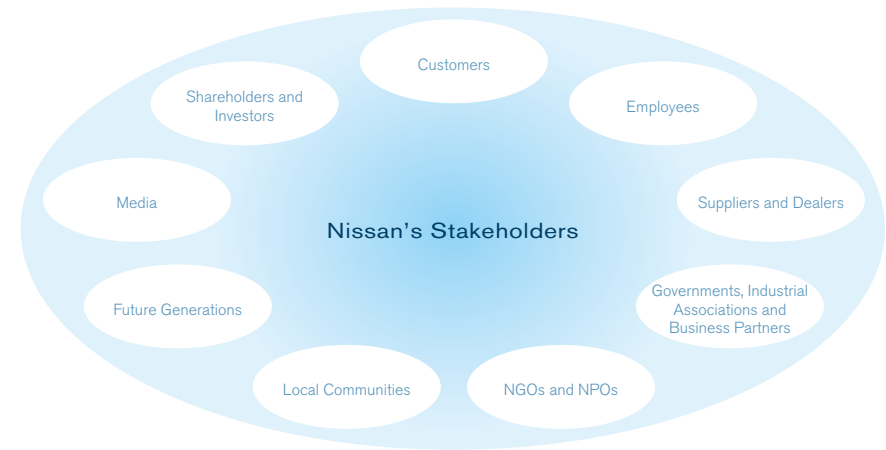 Customers
Shareholders and
Investors
Employees
Media
Suppliers and Dealers
Nissan’s Stakeholders
Future Generations
Governments, Industrial
Associations and
Business Partners
Local Communities
NGOs and NPOs